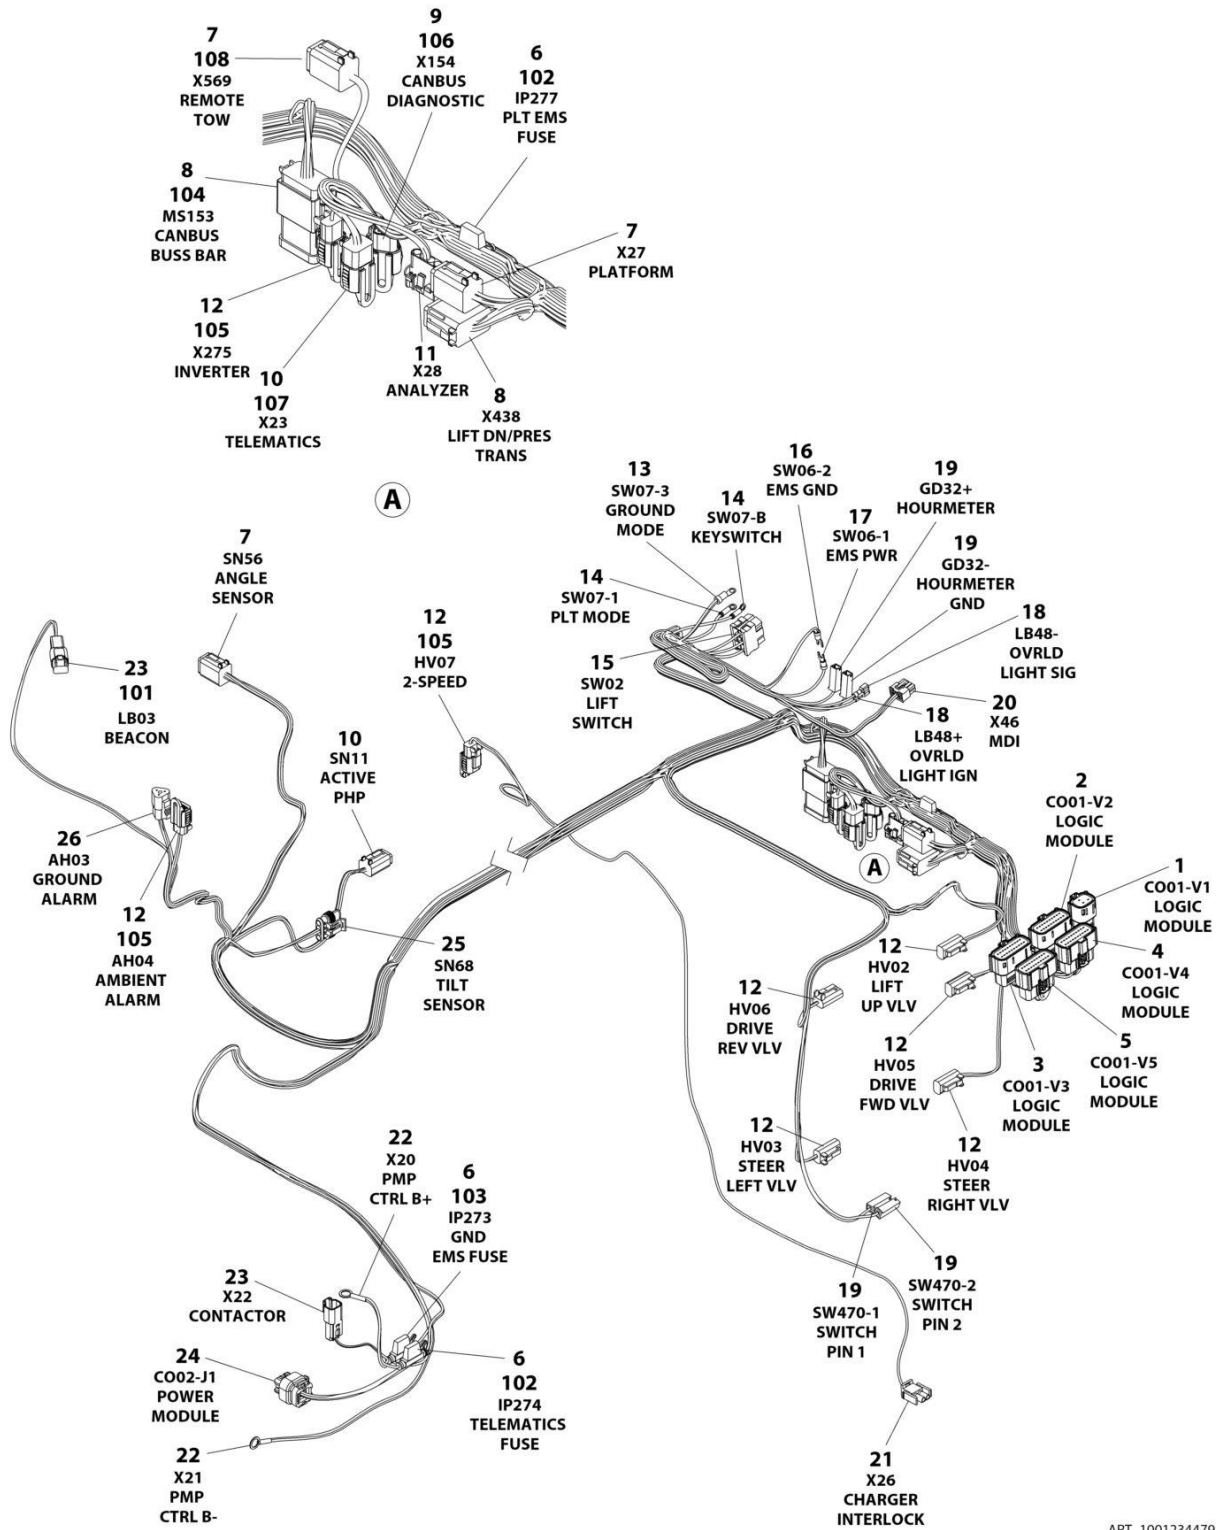 7
108
X569
REMOTE
TOW
9
106
X154
CANBUS
DIAGNOSTIC
6
102
IP277
PLT EMS
FUSE
8
104
MS153
CANBUS
BUSS BAR
7
X27
PLATFORM
12
105
X275
INVERTER
10
107
X23
TELEMATICS
11
X28
ANALYZER
8
X438
LIFT DN/PRES
TRANS
A
13
SW07-3
GROUND
MODE
14
SW07-B
KEYSWITCH
16
SW06-2
EMS GND
17
SW06-1
EMS PWR
19
GD32+
HOURMETER
19
GD32-
HOURMETER
GND
18
LB48-
OVRLD
LIGHT SIG
14
SW07-1
PLT MODE
15
SW02
LIFT
SWITCH
20
X46
MDI
18
LB48+
OVRLD
LIGHT IGN
7
SN56
ANGLE
SENSOR
12
105
HV07
2-SPEED
23
101
LB03
BEACON
10
SN11
ACTIVE
PHP
26
AH03
GROUND
ALARM
12
105
AH04
AMBIENT
ALARM
25
SN68
TILT
SENSOR
A
2
CO01-V2
LOGIC
MODULE
1
CO01-V1
LOGIC
MODULE
4
CO01-V4
LOGIC
MODULE
5
CO01-V5
LOGIC
MODULE
3
CO01-V3
LOGIC
MODULE
12
HV02
LIFT
UP VLV
12
HV06
DRIVE
REV VLV
12
HV05
DRIVE
FWD VLV
12
HV03
STEER
LEFT VLV
12
HV04
STEER
RIGHT VLV
22
X20
PMP
CTRL B+
6
103
IP273
GND
EMS FUSE
23
X22
CONTACTOR
24
CO02-J1
POWER
MODULE
22
X21
PMP
CTRL B-
6
102
IP274
TELEMATICS
FUSE
19
SW470-1
SWITCH
PIN 1
19
SW470-2
SWITCH
PIN 2
21
X26
CHARGER
INTERLOCK